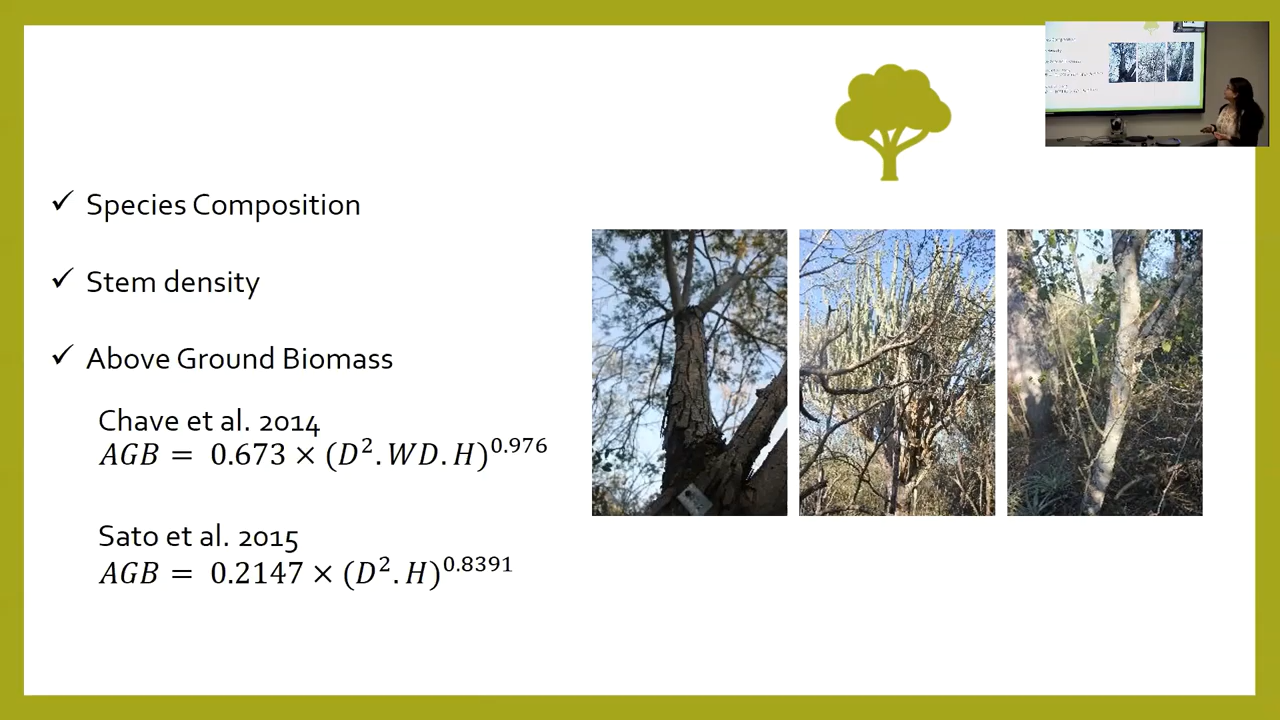 Species Composition
Stem density
Above Ground Biomass
Chave et al. 2014
AGB = 0.673 × (D².WD.H)^0.976
Sato et al. 2015
AGB = 0.2147 × (D².H)^0.8391